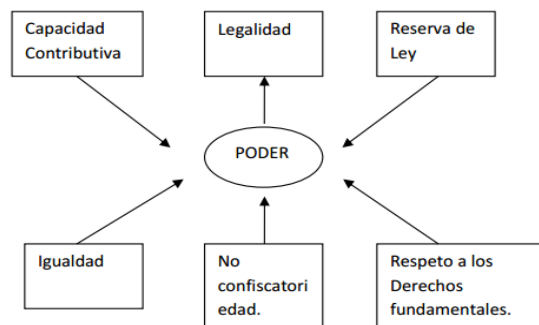 Capacidad
Contributiva
Legalidad
Reserva de
Ley
PODER
Igualdad
No
confiscatori
edad.
Respeto a los
Derechos
fundamentales.